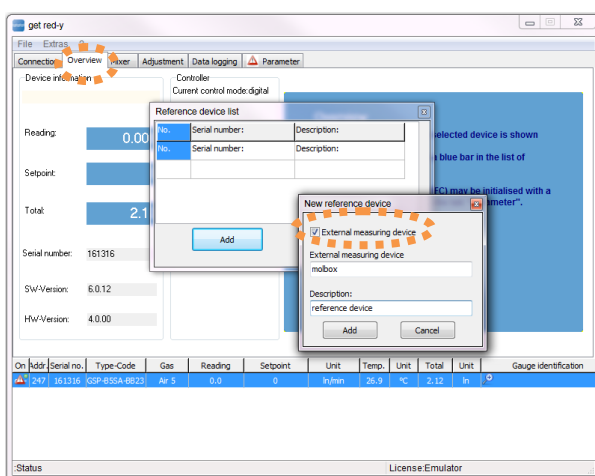 get red-y
File Extras
Connection Overview Mixer Adjustment Data logging Parameter
Device information
Controller
Current control mode:digital
Reference device list
No. Serial number: Description:
No. Serial number: Description:
Add
Reading: 0.00
Setpoint:
Total: 2.1
Serial number: 161316
SW-Version: 6.0.12
HW-Version: 4.0.00
selected device is shown
blue bar in the list of
FC) may be initialised with a
meter".
New reference device
External measuring device
External measuring device
molbox
Description:
reference device
Add Cancel
On Addr. Serial no. Type-Code Gas Reading Setpoint Unit Temp. Unit Total Unit Gauge identification
247 161316 GSP-B5SA-BB23 Air 5 0.0 0 ln/min 26.9 °C 2.12 ln
:Status License:Emulator